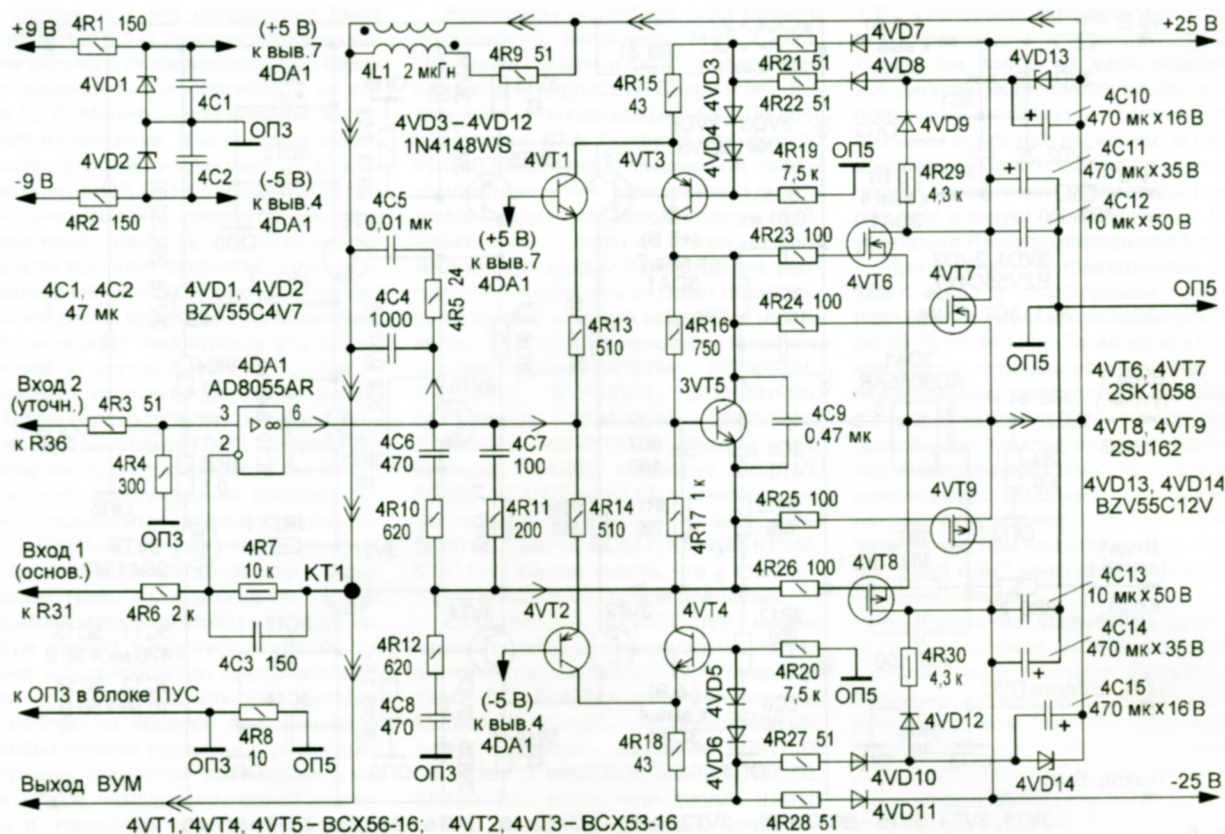 +9 В
4R1 150
(+5 В)
к выв.7
4DA1
4VD1
4C1
ОП3
4VD2
4C2
-9 В
4R2 150
(-5 В)
к выв.4
4DA1
4L1 2 мкГн
4R9 51
4VD3 – 4VD12
1N4148WS
4VT1
4VT3
4R15
43
4VD3
4VD4
4R21 51
4R22 51
4R19
7,5 к
ОП5
4VD7
4VD8
4VD9
4R29
4,3 к
4VD13
+25 В
4C10
470 мк×16 В
4C11
470 мк×35 В
4C12
10 мк×50 В
4C5
0,01 мк
(+5 В)
к выв.7
4DA1
4R23 100
4VT6
4VT7
4C1, 4C2
47 мк
4VD1, 4VD2
BZV55C4V7
4C4
1000
4R5 24
4R13
510
4R16
750
4R24 100
ОП5
ОП5
Вход 2
(уточн.)
к R36
4R3 51
4DA1
AD8055AR
3
2
6
∞
4R4
300
ОП3
3VT5
4C9
0,47 мк
4VT6, 4VT7
2SK1058
4VT8, 4VT9
2SJ162
4VD13, 4VD14
BZV55C12V
4C6
470
4C7
100
4R10
620
4R11
200
4R14
510
4R17 1 к
4R25 100
4VT9
Вход 1
(основ.)
к R31
4R6 2 к
4R7
10 к
КТ1
4C3 150
4VT2
4VT4
4R26 100
4VT8
4C13
10 мк×50 В
4C14
470 мк×35 В
4C15
470 мк×16 В
4R12
620
4C8
470
ОП3
(-5 В)
к выв.4
4DA1
4R20
7,5 к
ОП5
4R30
4,3 к
4VD12
к ОП3 в блоке ПУС
4R8
10
ОП3
ОП5
4R18
43
4VD5
4VD6
4R27 51
4R28 51
4VD10
4VD11
4VD14
-25 В
Выход ВУМ
4VT1, 4VT4, 4VT5 – BCX56-16; 4VT2, 4VT3 – BCX53-16